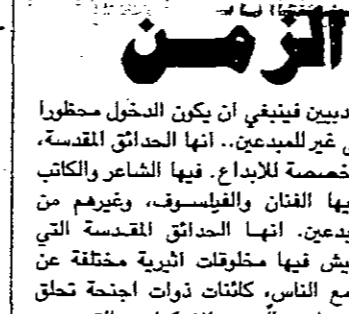 الزمن
دبيين فينبغي ان يكون الدخول محظورا
غير للمبدعين.. انها الحدائق المقدسة،
خصصة للابداع. فيها الشاعر والكاتب
يها الفنان والفيلسوف، وغيرهم من
بدعين. انها الحدائق المقدسة التي
يش فيها مخلوقات اثيرية مختلفة عن
مع الناس، كائنات ذوات اجنحة تحلق